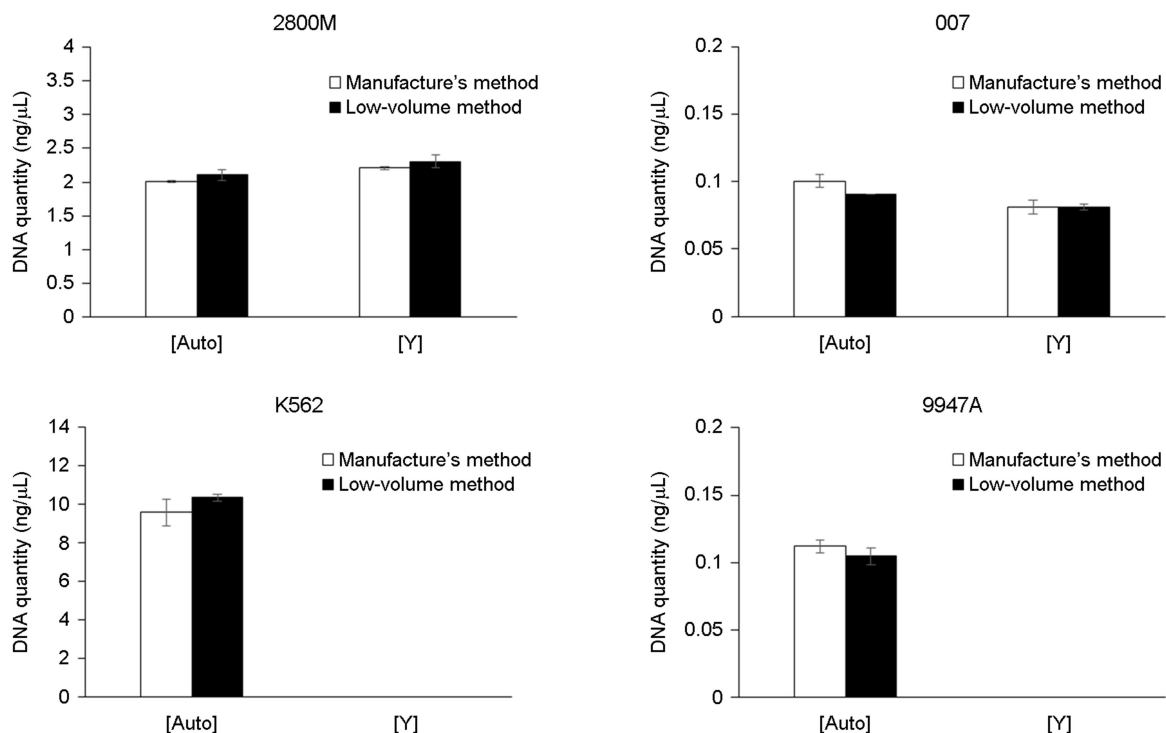 2800M
4
3.5
3
2.5
2
1.5
1
0.5
0
DNA quantity (ng/μL)
Manufacture's method
Low-volume method
[Auto] [Y]
007
0.2
0.15
0.1
0.05
0
DNA quantity (ng/μL)
Manufacture's method
Low-volume method
[Auto] [Y]
K562
14
12
10
8
6
4
2
0
DNA quantity (ng/μL)
Manufacture's method
Low-volume method
[Auto] [Y]
9947A
0.2
0.15
0.1
0.05
0
DNA quantity (ng/μL)
Manufacture's method
Low-volume method
[Auto] [Y]